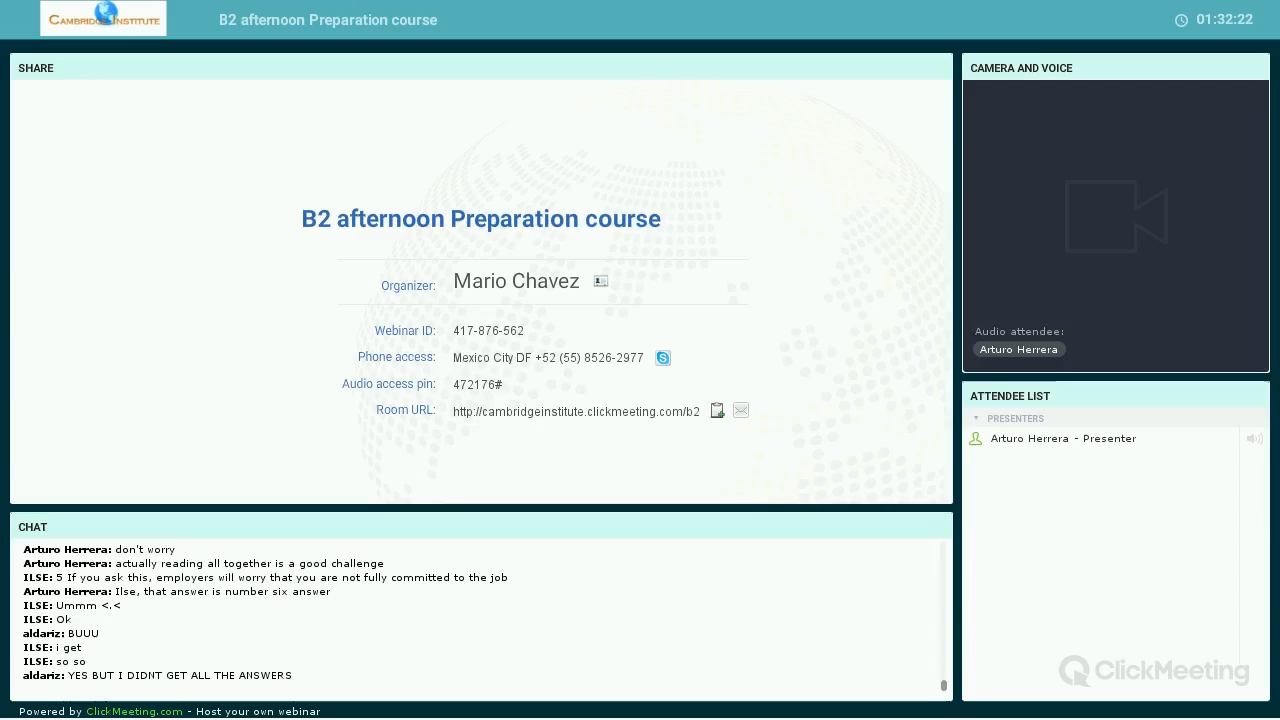 CAMBRIDGE INSTITUTE
B2 afternoon Preparation course
01:32:22
SHARE
B2 afternoon Preparation course
Organizer: Mario Chavez
Webinar ID: 417-876-562
Phone access: Mexico City DF +52 (55) 8526-2977
Audio access pin: 472176#
Room URL: http://cambridgeinstitute.clickmeeting.com/b2
CAMERA AND VOICE
Audio attendee:
Arturo Herrera
ATTENDEE LIST
PRESENTERS
Arturo Herrera - Presenter
ClickMeeting
CHAT
Arturo Herrera: don't worry
Arturo Herrera: actually reading all together is a good challenge
ILSE: 5 If you ask this, employers will worry that you are not fully committed to the job
Arturo Herrera: Ilse, that answer is number six answer
ILSE: Ummm <.<
ILSE: Ok
aldariz: BUUU
ILSE: i get
ILSE: so so
aldariz: YES BUT I DIDNT GET ALL THE ANSWERS
Powered by ClickMeeting.com - Host your own webinar